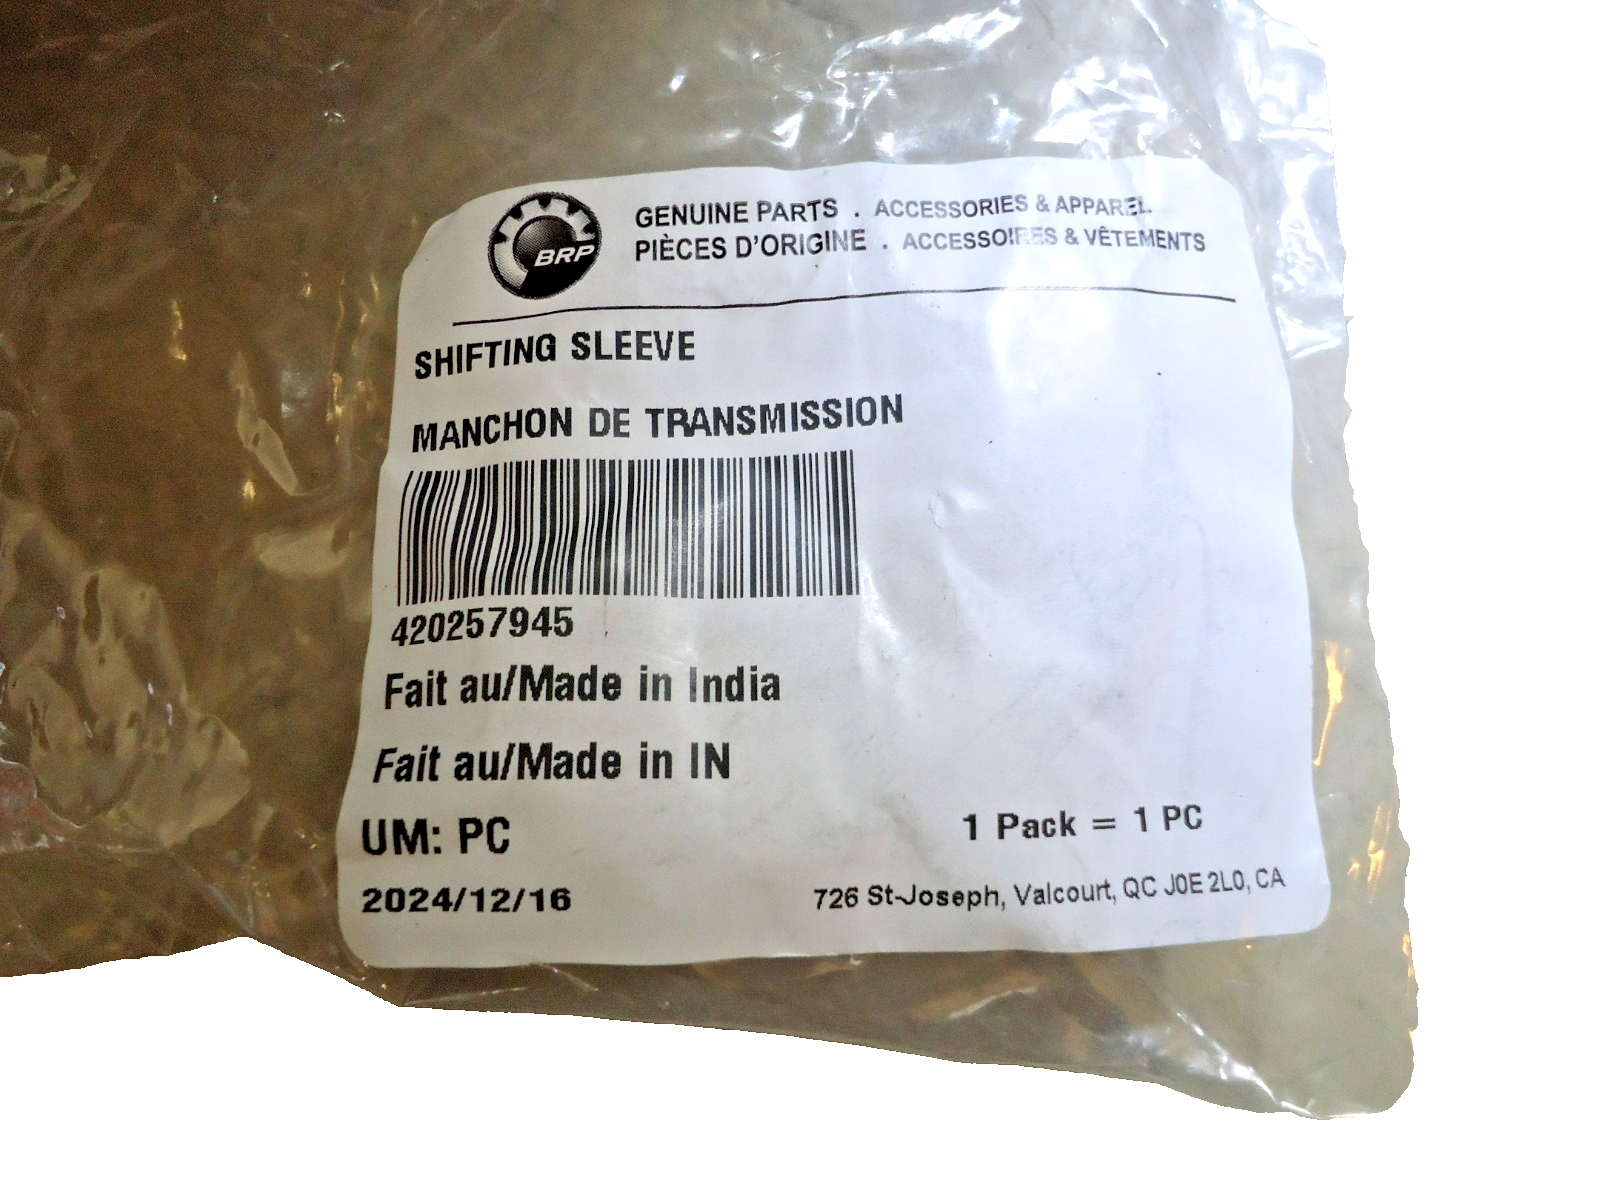 BRP
GENUINE PARTS . ACCESSORIES & APPAREL.
PIÈCES D'ORIGINE . ACCESSOIRES & VÊTEMENTS
SHIFTING SLEEVE
MANCHON DE TRANSMISSION
420257945
Fait au/Made in India
Fait au/Made in IN
UM: PC
1 Pack = 1 PC
2024/12/16
726 St-Joseph, Valcourt, QC J0E 2L0, CA